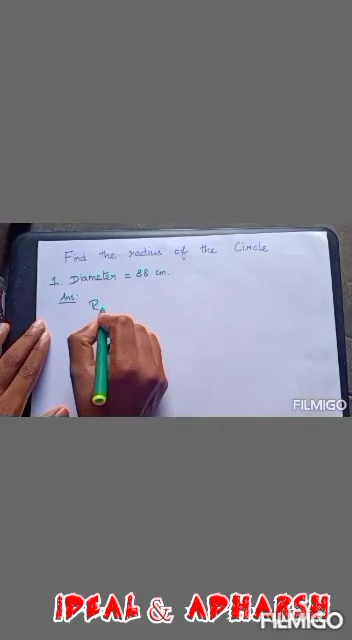 Find the radius of the Circle
1. Diameter = 88 cm.
Ans:
R
FILMIGO
IDEAL & ADHARSH
FILMIGO